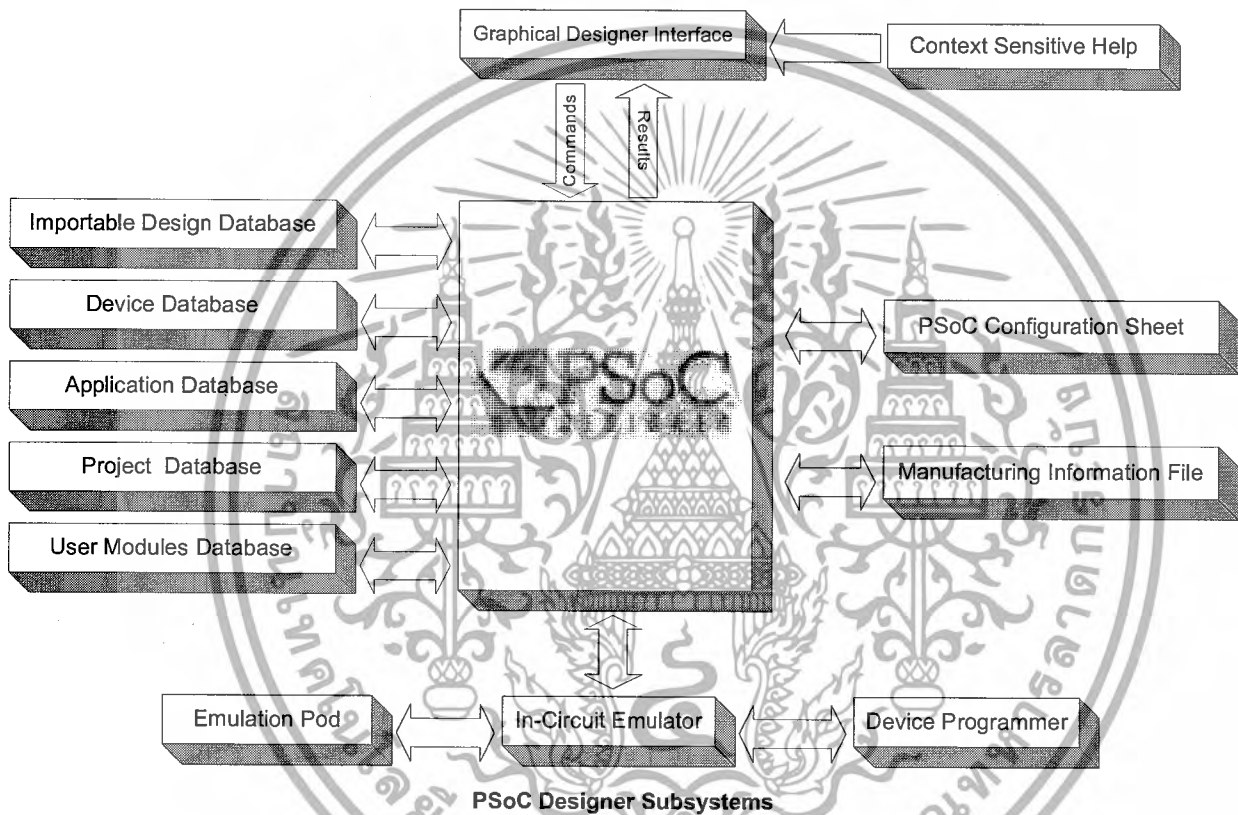 Graphical Designer Interface
Context Sensitive Help
Commands
Results
Importable Design Database
Device Database
Application Database
Project Database
User Modules Database
PSoC
PSoC Configuration Sheet
Manufacturing Information File
Emulation Pod
In-Circuit Emulator
Device Programmer
PSoC Designer Subsystems